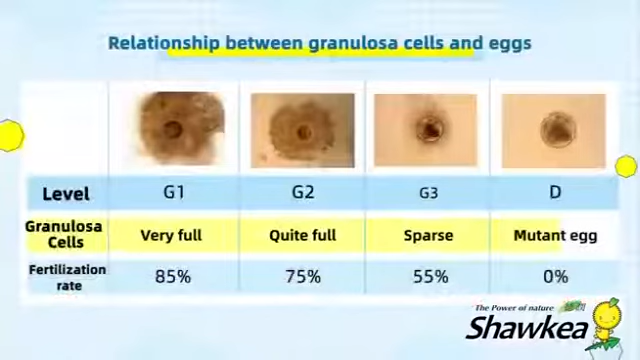 Relationship between granulosa cells and eggs
Level G1 G2 G3 D
Granulosa Cells Very full Quite full Sparse Mutant egg
Fertilization rate 85% 75% 55% 0%
The Power of nature
Shawkea